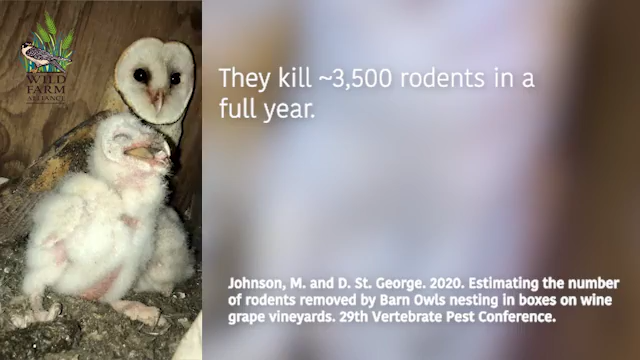 WILD
FARM
ALLIANCE
They kill ~3,500 rodents in a
full year.
Johnson, M. and D. St. George. 2020. Estimating the number
of rodents removed by Barn Owls nesting in boxes on wine
grape vineyards. 29th Vertebrate Pest Conference.